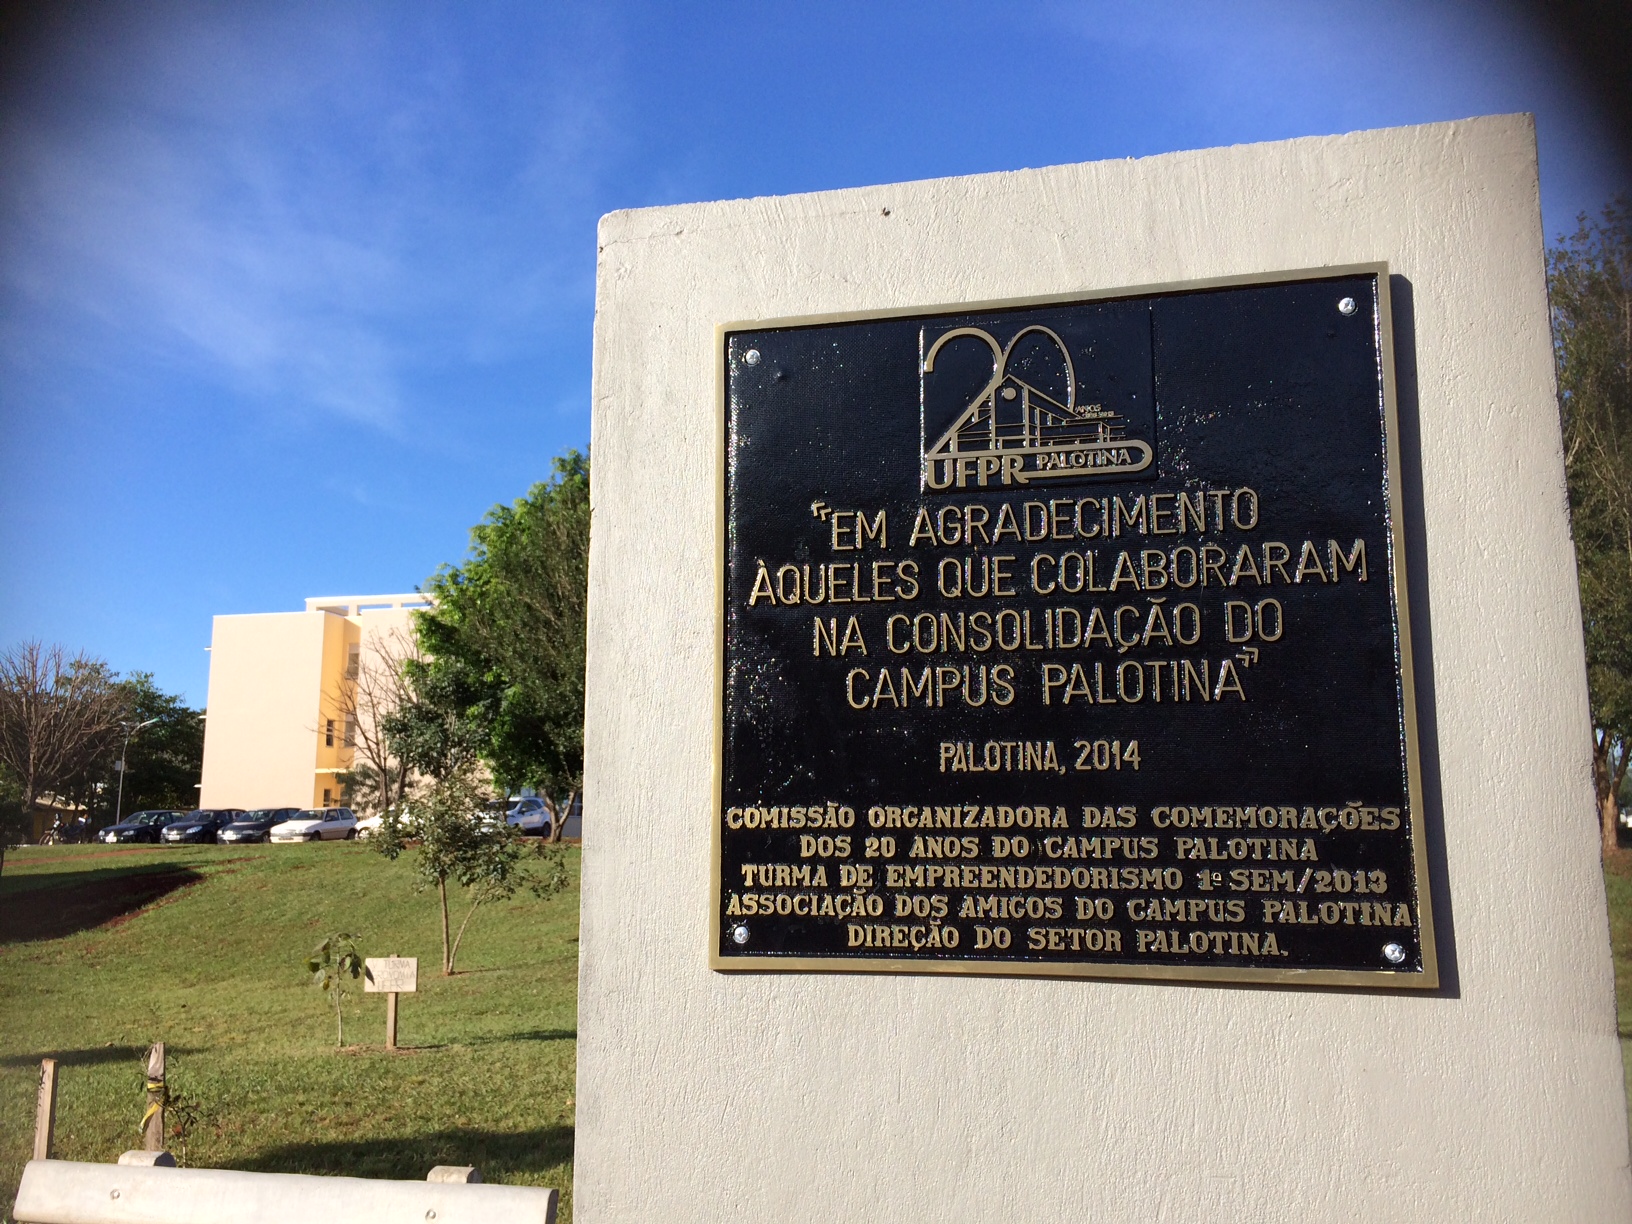 20
ANOS
UFPR PALOTINA
“EM AGRADECIMENTO
ÀQUELES QUE COLABORARAM
NA CONSOLIDAÇÃO DO
CAMPUS PALOTINA”
PALOTINA, 2014
COMISSÃO ORGANIZADORA DAS COMEMORAÇÕES
DOS 20 ANOS DO CAMPUS PALOTINA
TURMA DE EMPREENDEDORISMO 1º SEM/2013
ASSOCIAÇÃO DOS AMIGOS DO CAMPUS PALOTINA
DIREÇÃO DO SETOR PALOTINA.